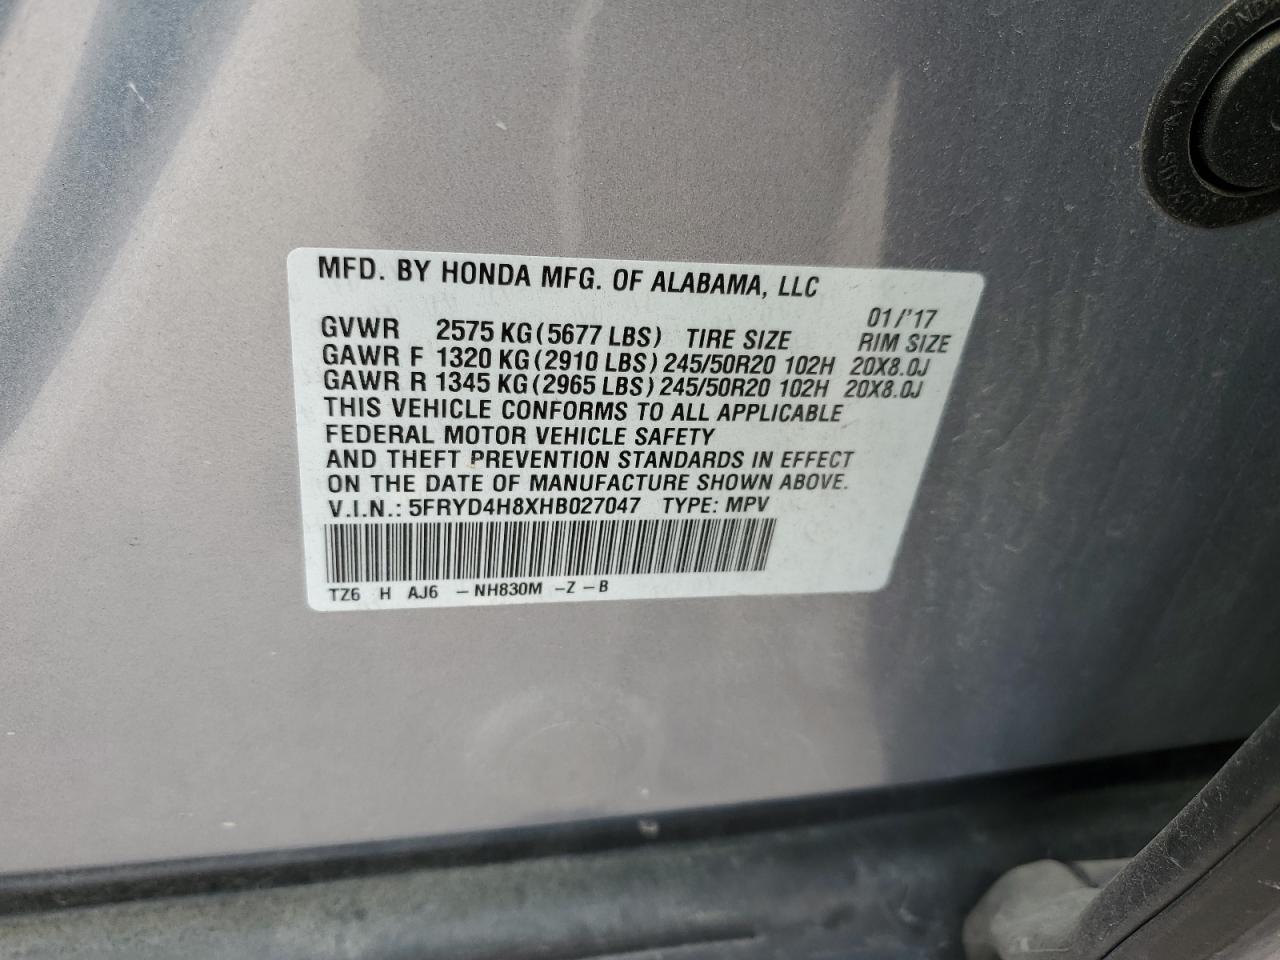 MFD. BY HONDA MFG. OF ALABAMA, LLC
01/'17
GVWR 2575 KG (5677 LBS) TIRE SIZE RIM SIZE
GAWR F 1320 KG (2910 LBS) 245/50R20 102H 20X8.0J
GAWR R 1345 KG (2965 LBS) 245/50R20 102H 20X8.0J
THIS VEHICLE CONFORMS TO ALL APPLICABLE
FEDERAL MOTOR VEHICLE SAFETY
AND THEFT PREVENTION STANDARDS IN EFFECT
ON THE DATE OF MANUFACTURE SHOWN ABOVE.
V.I.N.: 5FRYD4H8XHB027047 TYPE: MPV
TZ6 H AJ6 -NH830M -Z-B
HONDA